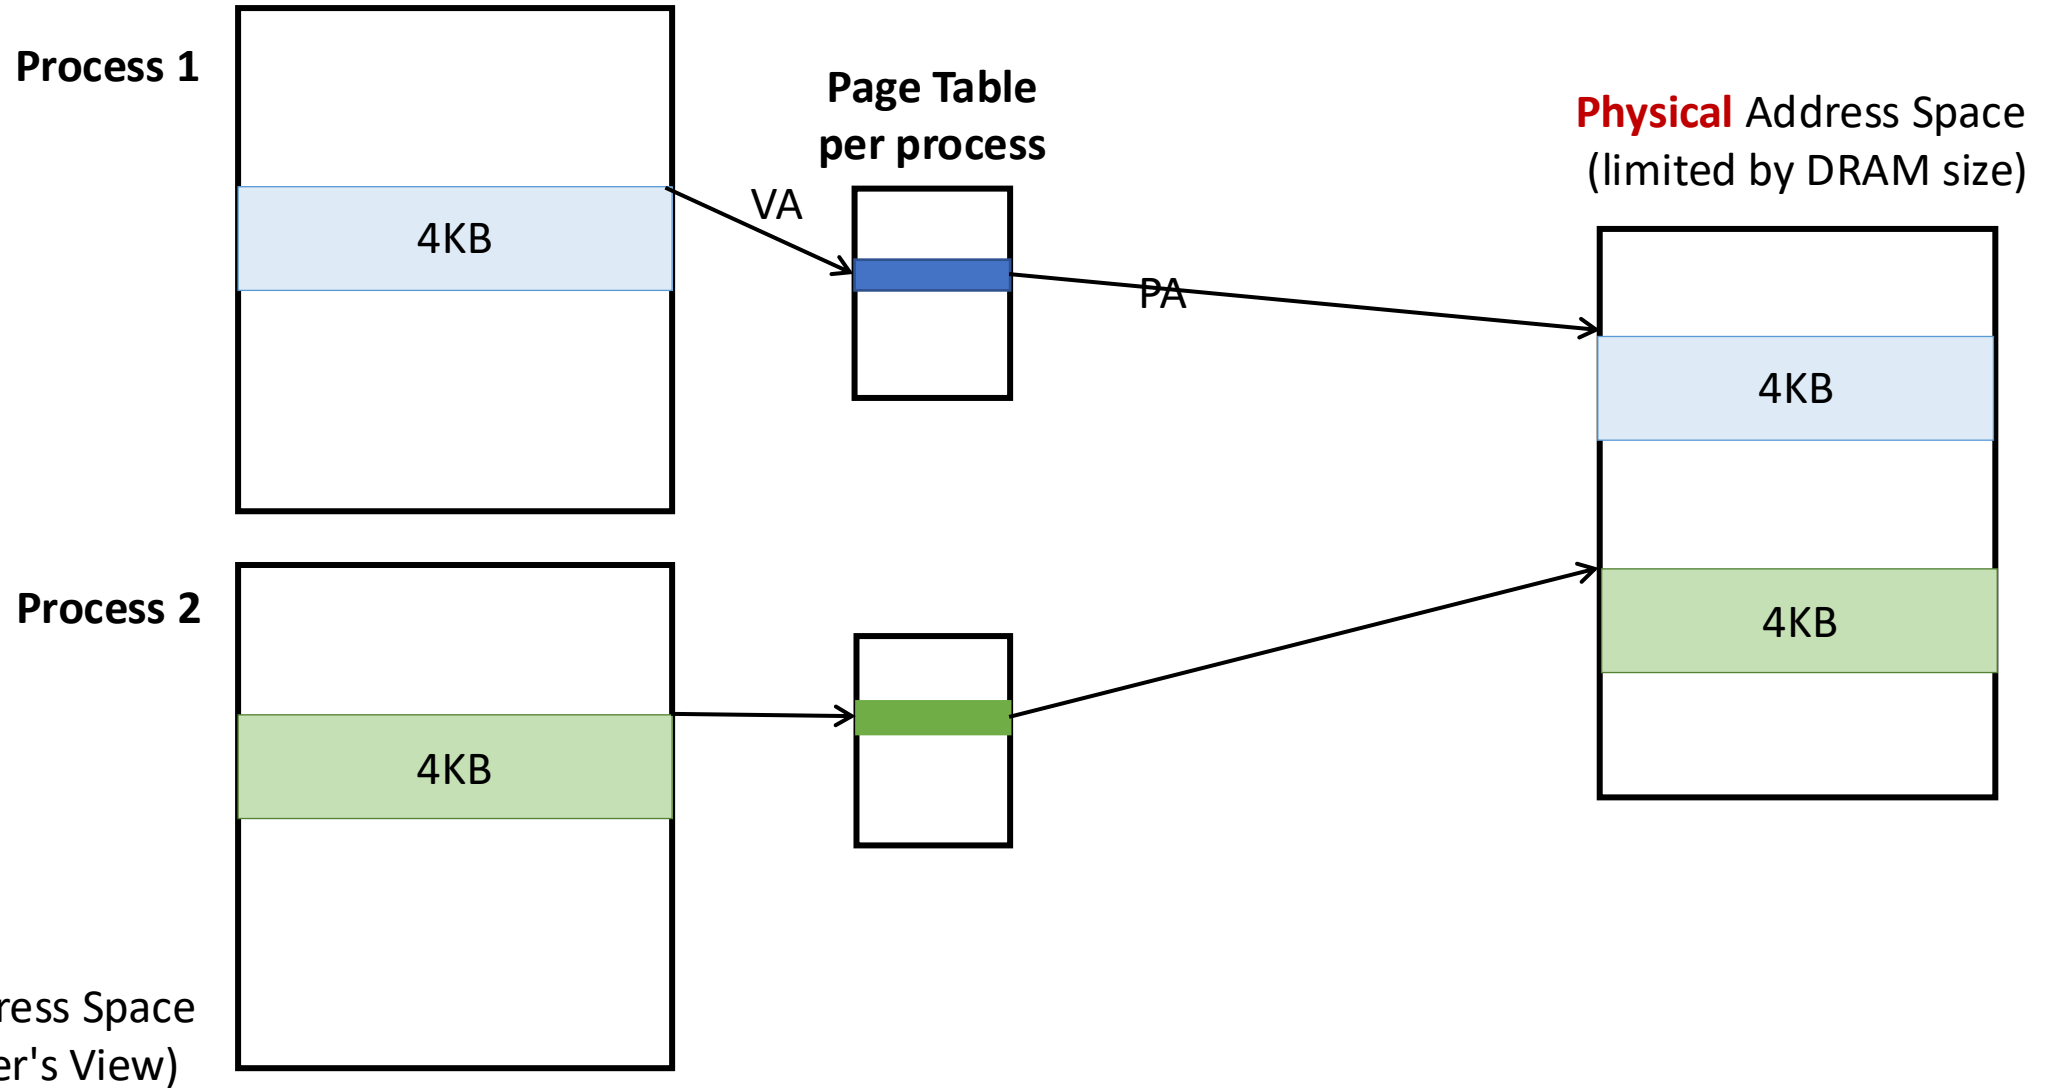 Process 1
Page Table
per process
Physical Address Space
(limited by DRAM size)
VA
4KB
PA
4KB
Process 2
4KB
4KB
ress Space
er's View)